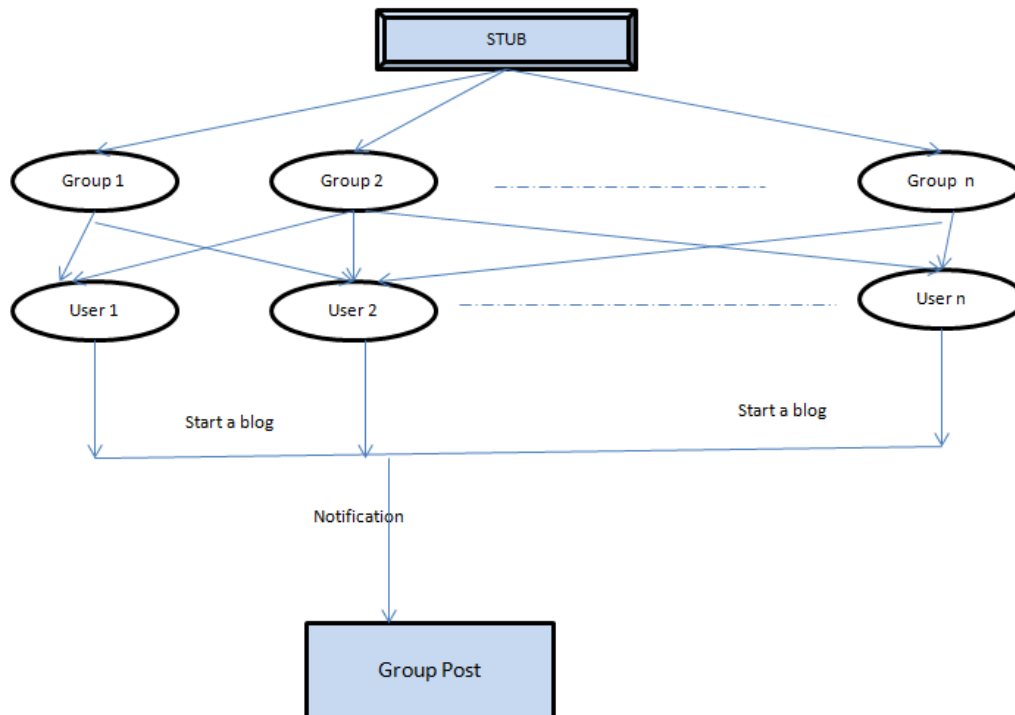 STUB
Group 1
Group 2
Group n
User 1
User 2
User n
Start a blog
Start a blog
Notification
Group Post